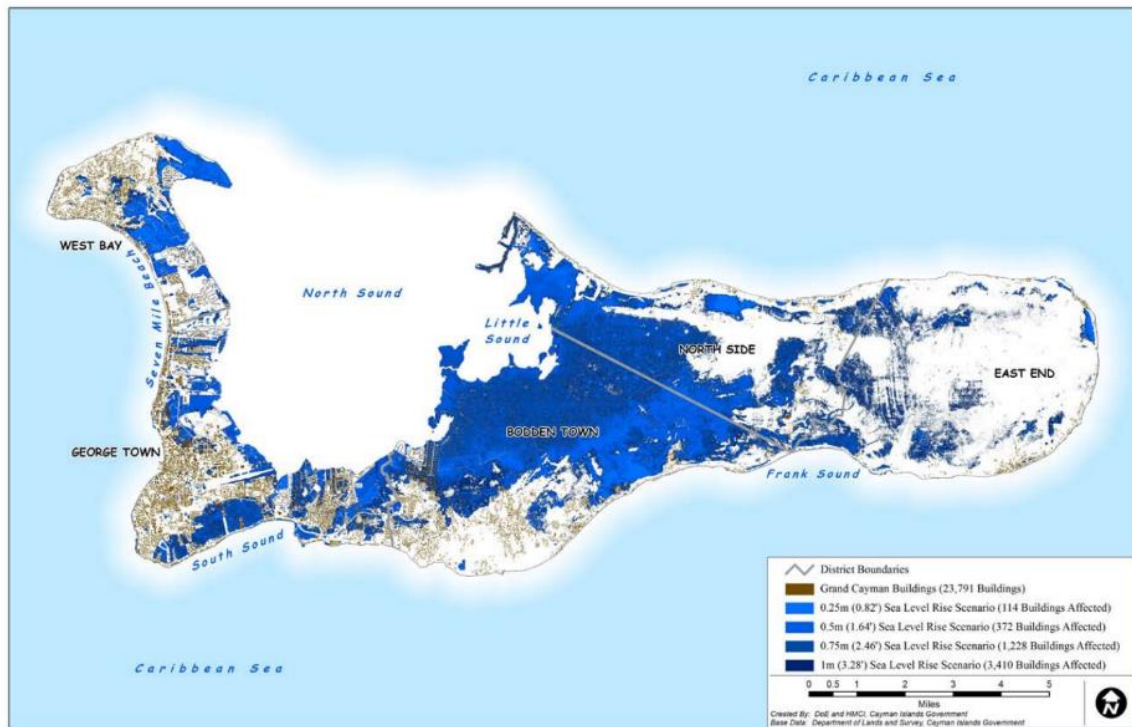 Caribbean Sea
WEST BAY
Seven Mile Beach
North Sound
Little
Sound
NORTH SIDE
EAST END
BODDEN TOWN
GEORGE TOWN
Frank Sound
South Sound
Caribbean Sea
District Boundaries
Grand Cayman Buildings (23,791 Buildings)
0.25m (0.82') Sea Level Rise Scenario (114 Buildings Affected)
0.5m (1.64') Sea Level Rise Scenario (372 Buildings Affected)
0.75m (2.46') Sea Level Rise Scenario (1,228 Buildings Affected)
1m (3.28') Sea Level Rise Scenario (3,410 Buildings Affected)
0 0.5 1 2 3 4 5
Miles
N
Created By: DoE and HMCI, Cayman Islands Government
Base Data: Department of Lands and Survey, Cayman Islands Government